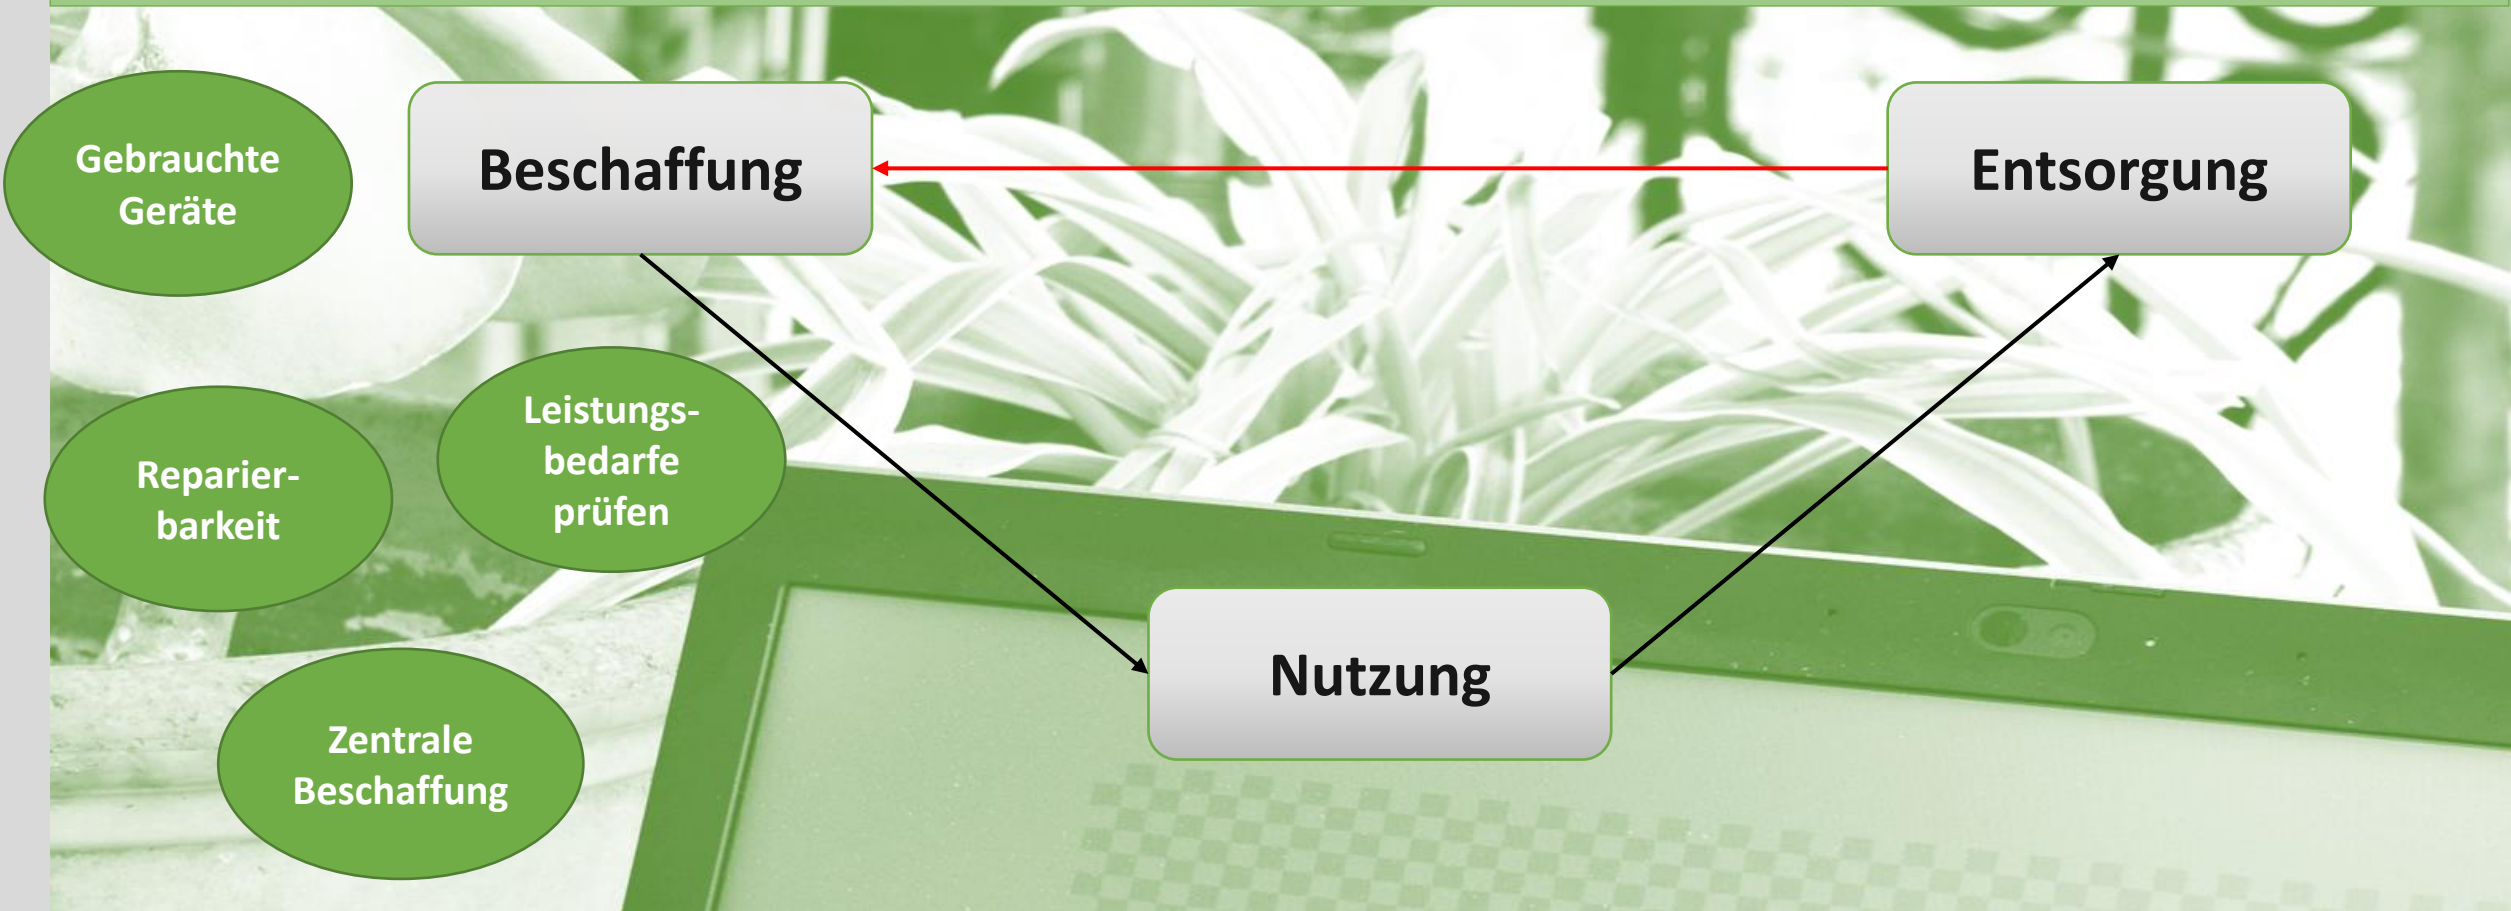 Gebrauchte
Geräte
Beschaffung
Entsorgung
Leistungs-
bedarfe
prüfen
Reparier-
barkeit
Nutzung
Zentrale
Beschaffung